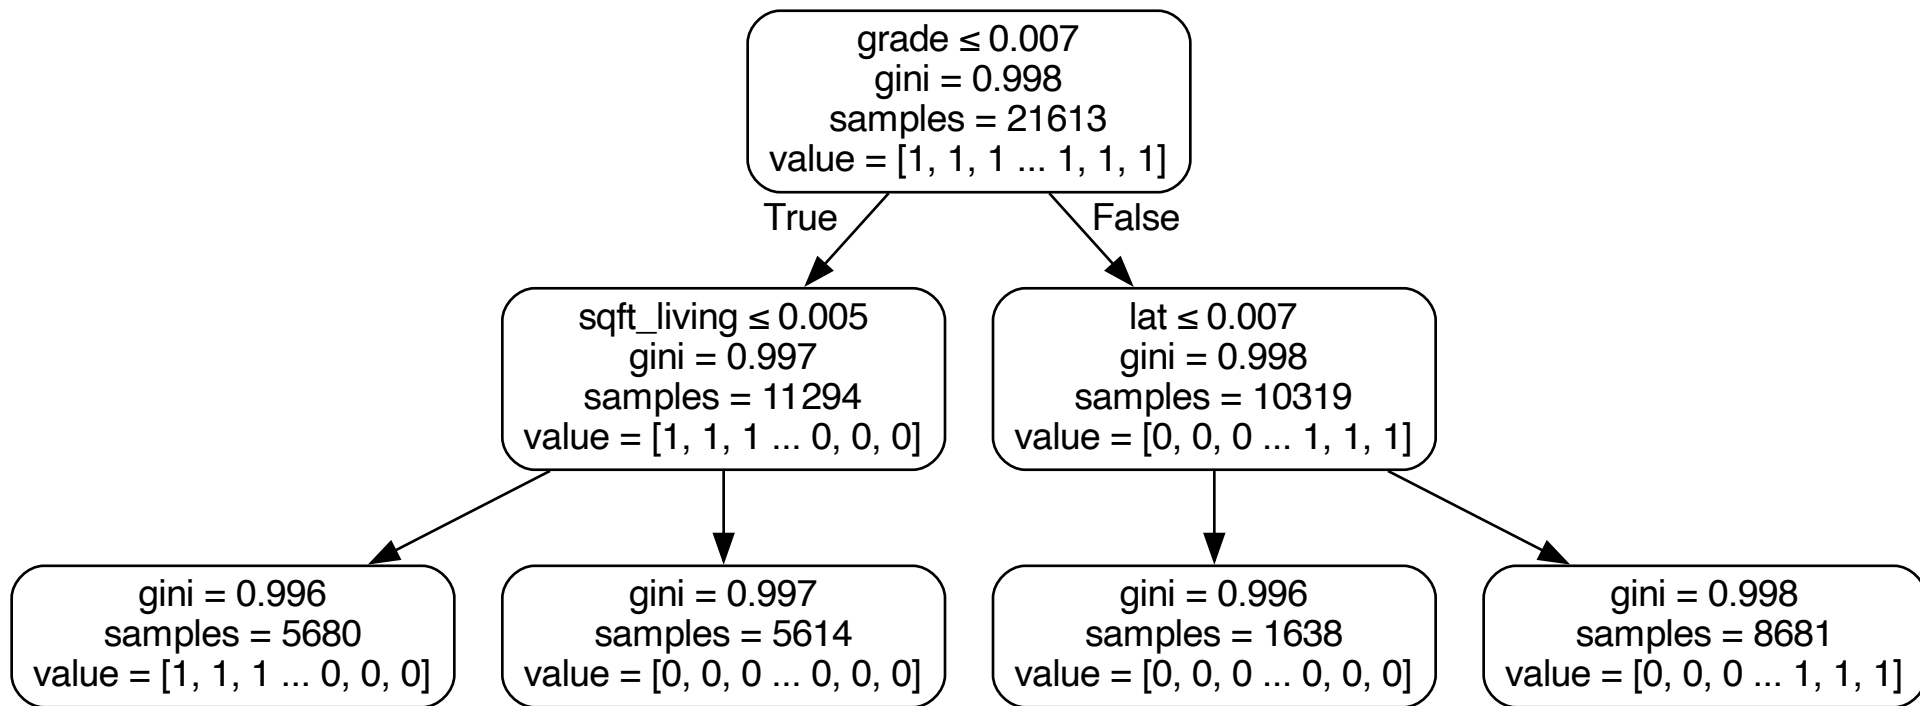 grade ≤ 0.007
gini = 0.998
samples = 21613
value = [1, 1, 1 ... 1, 1, 1]
True
False
sqft_living ≤ 0.005
gini = 0.997
samples = 11294
value = [1, 1, 1 ... 0, 0, 0]
lat ≤ 0.007
gini = 0.998
samples = 10319
value = [0, 0, 0 ... 1, 1, 1]
gini = 0.996
samples = 5680
value = [1, 1, 1 ... 0, 0, 0]
gini = 0.997
samples = 5614
value = [0, 0, 0 ... 0, 0, 0]
gini = 0.996
samples = 1638
value = [0, 0, 0 ... 0, 0, 0]
gini = 0.998
samples = 8681
value = [0, 0, 0 ... 1, 1, 1]